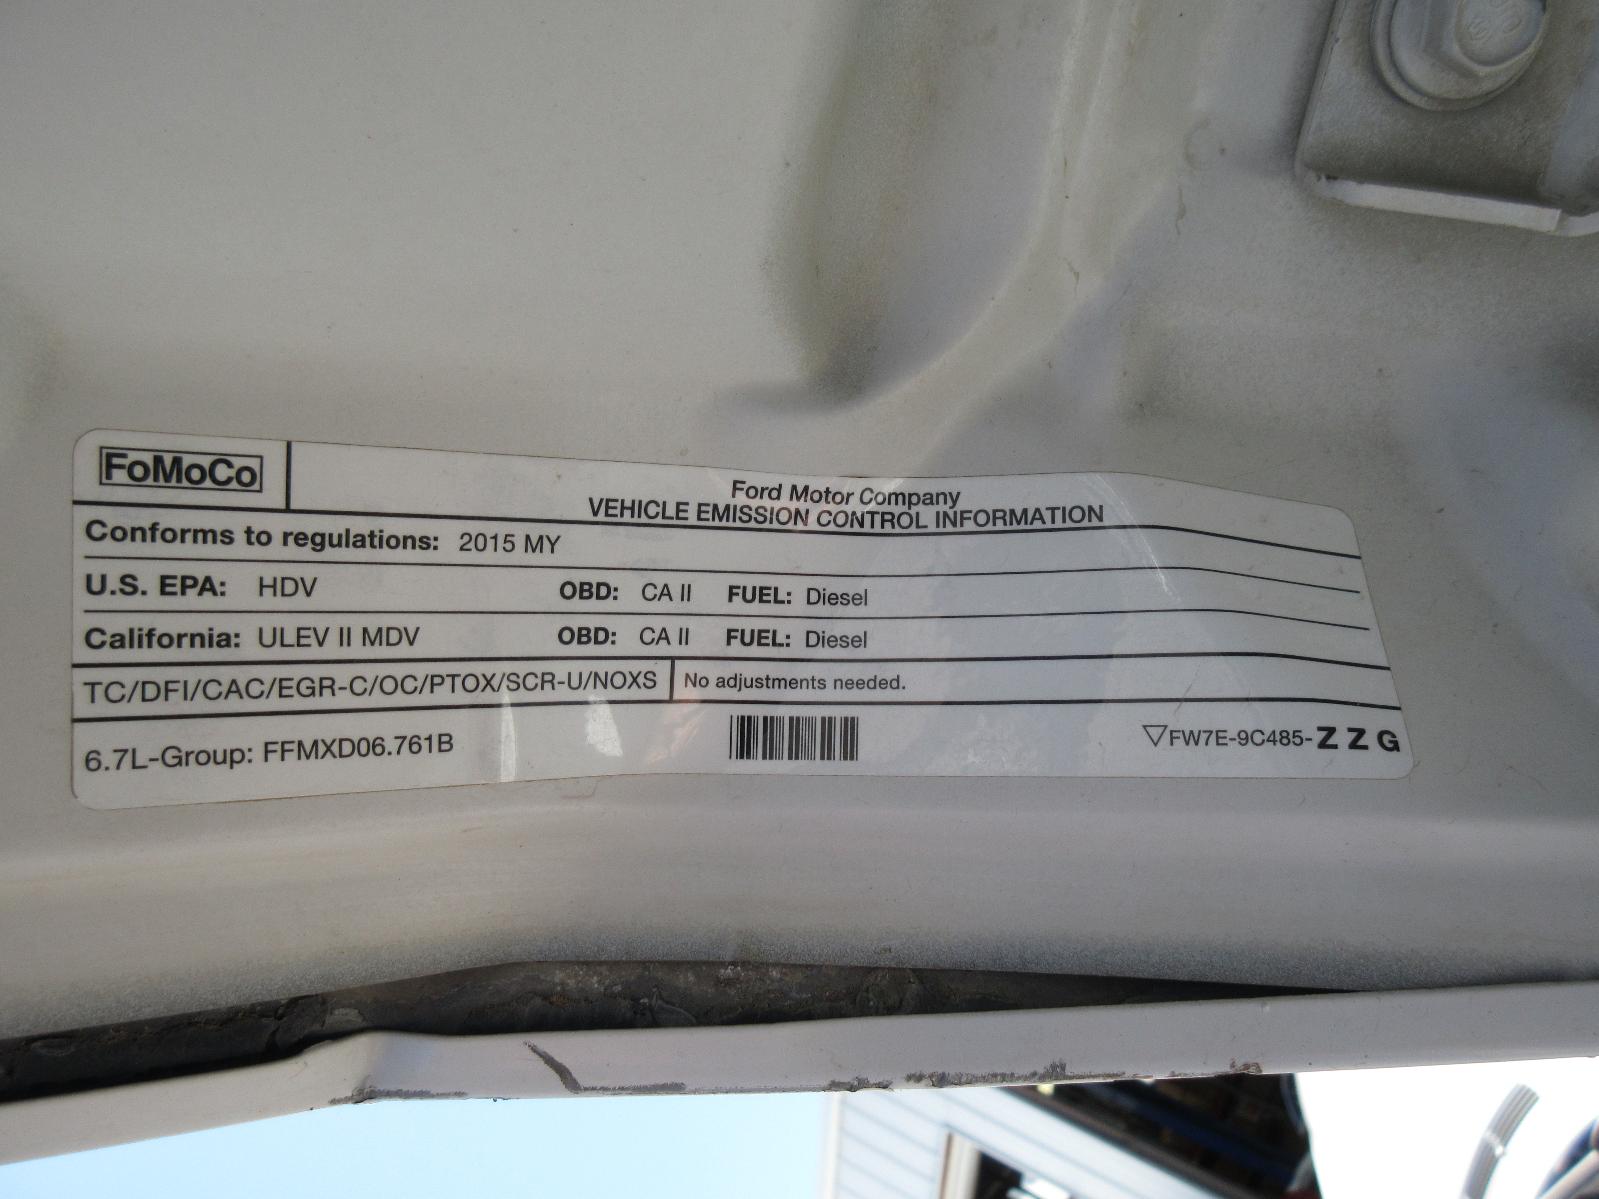 FoMoCo
Ford Motor Company
VEHICLE EMISSION CONTROL INFORMATION
Conforms to regulations: 2015 MY
U.S. EPA: HDV OBD: CA II FUEL: Diesel
California: ULEV II MDV OBD: CA II FUEL: Diesel
TC/DFI/CAC/EGR-C/OC/PTOX/SCR-U/NOXS No adjustments needed.
6.7L-Group: FFMXD06.761B FW7E-9C485-ZZG